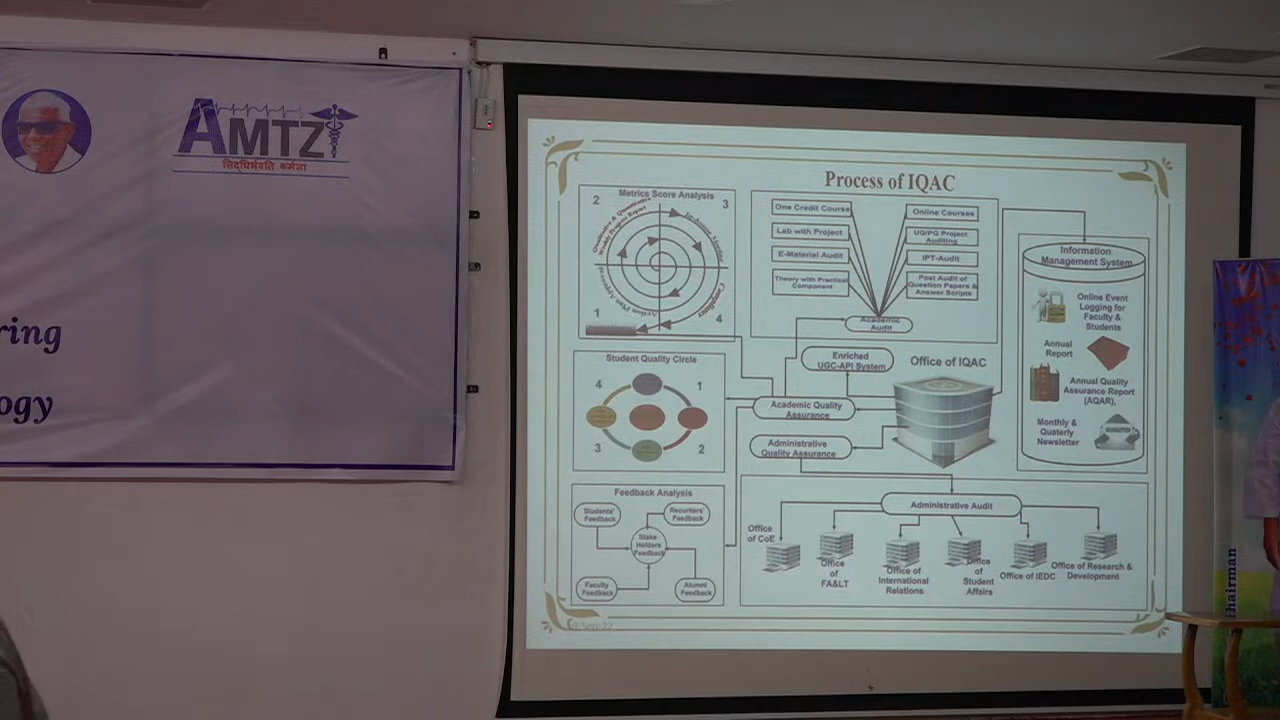 AMTZ
सिद्धिर्भवति कर्मजा
ring
ogy
Process of IQAC
Metrics Score Analysis
2
3
1
4
One Credit Course
Lab with Project
E-Material Audit
Theory with Practical
Component
Online Courses
UG/PG Project
Auditing
IPT-Audit
Post Audit of
Question Papers &
Answer Scripts
Academic
Audit
Information
Management System
Online Event
Logging for
Faculty &
Students
Annual
Report
Annual Quality
Assurance Report
(AQAR),
Monthly &
Quaterly
Newsletter
Student Quality Circle
4
1
3
2
Enriched
UGC-API System
Office of IQAC
Academic Quality
Assurance
Administrative
Quality Assurance
Feedback Analysis
Students'
Feedback
Recuriters'
Feedback
Stake
Holders
Feedback
Faculty
Feedback
Alumni
Feedback
Administrative Audit
Office
of CoE
Office
of
FA&LT
Office of
International
Relations
Office
of
Student
Affairs
Office of IEDC
Office of Research &
Development
hairman